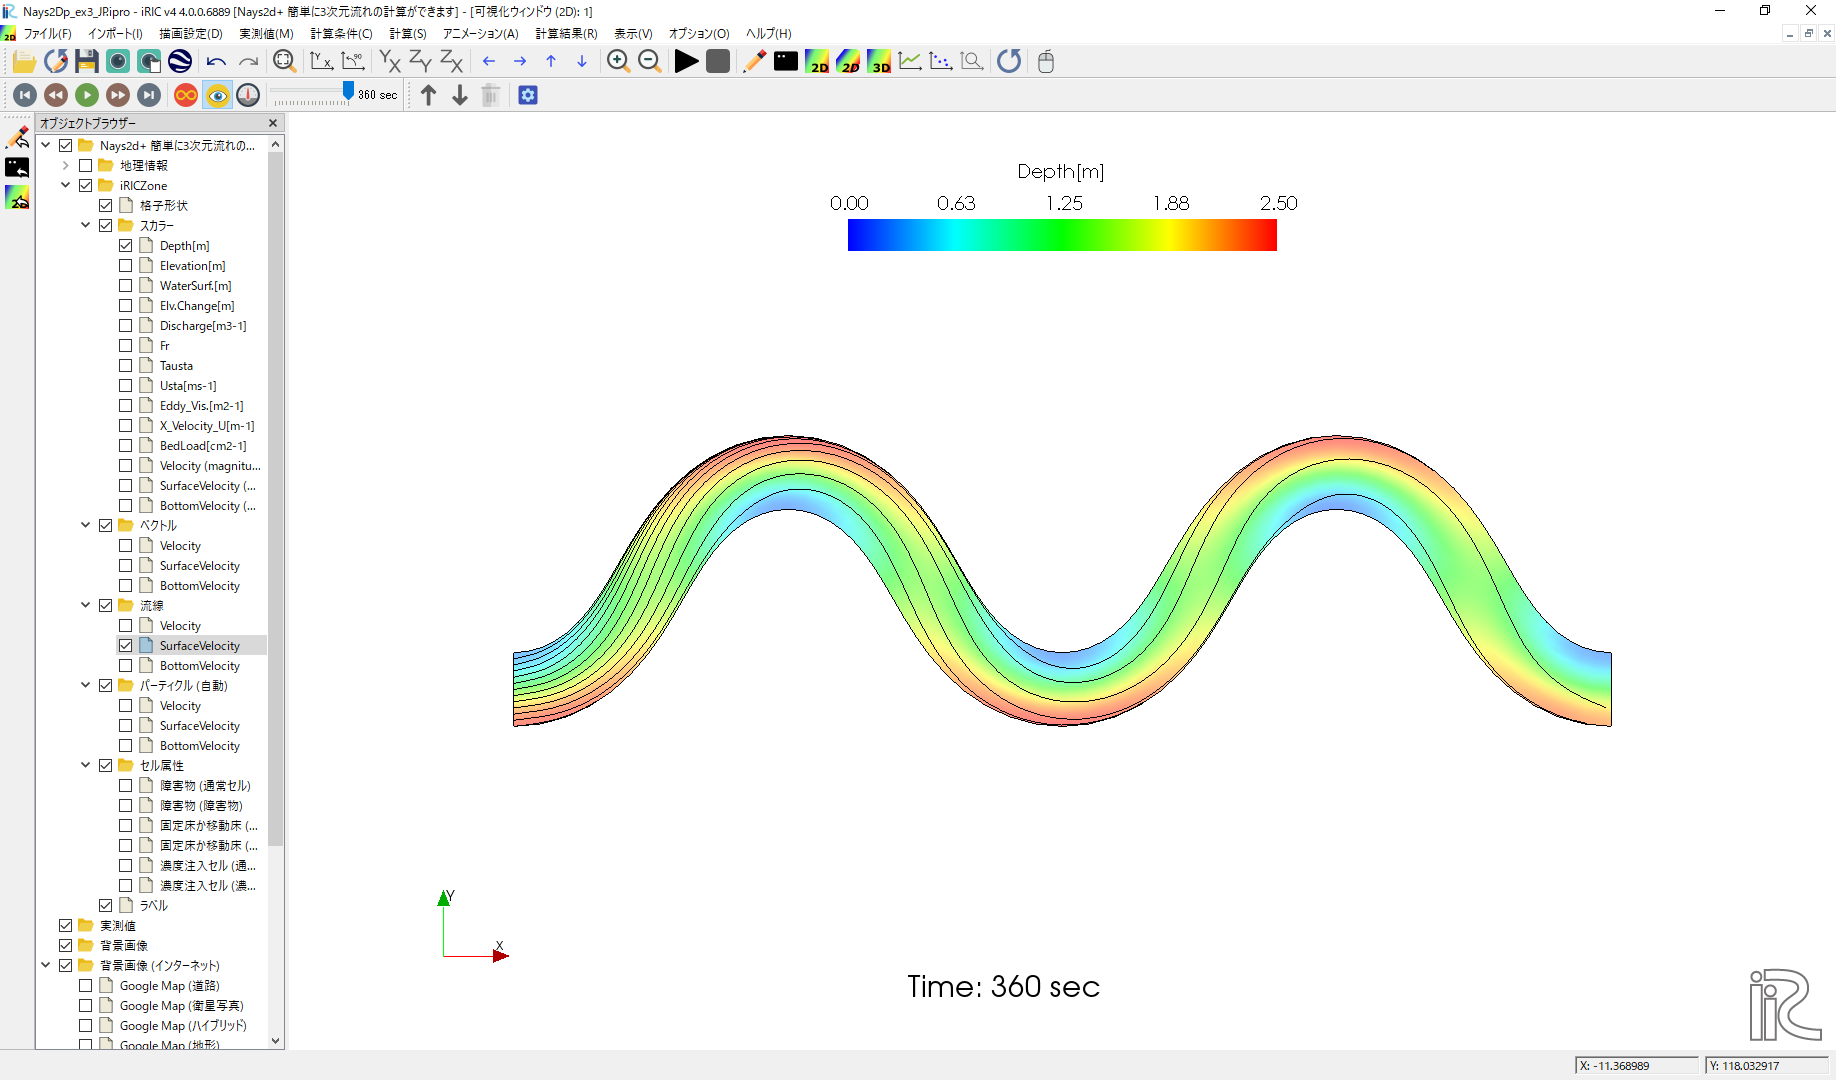 Nays2Dp_ex3_JP.ipro - iRIC v4 4.0.0.6889 [Nays2d+ 簡単に3次元流れの計算ができます] - [可視化ウィンドウ (2D): 1]
ファイル(F) インポート(I) 描画設定(D) 実測値(M) 計算条件(C) 計算(S) アニメーション(A) 計算結果(R) 表示(V) オプション(O) ヘルプ(H)
360 sec
オブジェクトブラウザー
Nays2d+ 簡単に3次元流れの...
地理情報
iRICZone
格子形状
スカラー
Depth[m]
Elevation[m]
WaterSurf.[m]
Elv.Change[m]
Discharge[m3-1]
Fr
Tausta
Usta[ms-1]
Eddy_Vis.[m2-1]
X_Velocity_U[m-1]
BedLoad[cm2-1]
Velocity (magnitu...
SurfaceVelocity (...
BottomVelocity (...
ベクトル
Velocity
SurfaceVelocity
BottomVelocity
流線
Velocity
SurfaceVelocity
BottomVelocity
パーティクル (自動)
Velocity
SurfaceVelocity
BottomVelocity
セル属性
障害物 (通常セル)
障害物 (障害物)
固定床か移動床 (...
固定床か移動床 (...
濃度注入セル (通...
濃度注入セル (濃...
ラベル
実測値
背景画像
背景画像 (インターネット)
Google Map (道路)
Google Map (衛星写真)
Google Map (ハイブリッド)
Google Map (地形)
Depth[m]
0.00 0.63 1.25 1.88 2.50
Y
X
Time: 360 sec
iRIC
X: -11.368989
Y: 118.032917